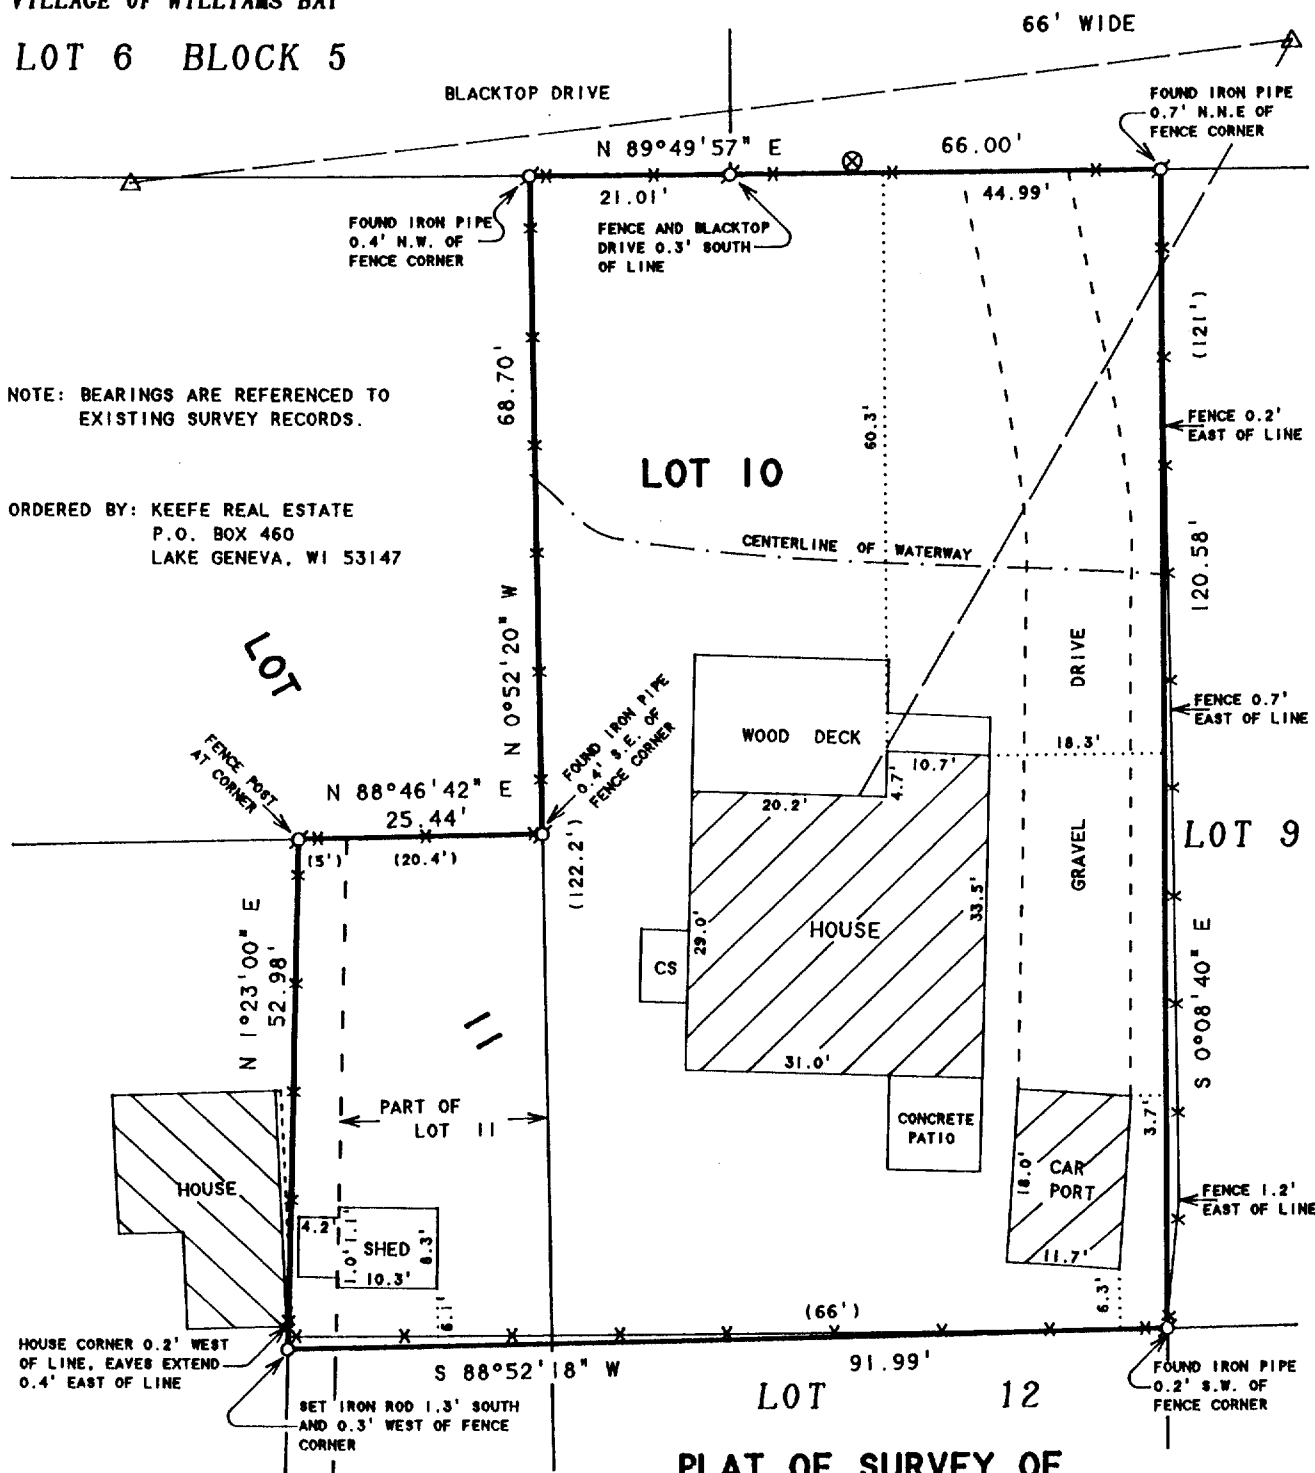 VILLAGE OF WILLIAMS BAY
LOT 6 BLOCK 5
66' WIDE
BLACKTOP DRIVE
FOUND IRON PIPE
0.7' N.N.E OF
FENCE CORNER
N 89°49'57" E
66.00'
21.01'
44.99'
FOUND IRON PIPE
0.4' N.W. OF
FENCE CORNER
FENCE AND BLACKTOP
DRIVE 0.3' SOUTH
OF LINE
(121')
68.70'
NOTE: BEARINGS ARE REFERENCED TO
EXISTING SURVEY RECORDS.
60.3'
FENCE 0.2'
EAST OF LINE
LOT 10
ORDERED BY: KEEFE REAL ESTATE
P.O. BOX 460
LAKE GENEVA, WI 53147
CENTERLINE OF WATERWAY
120.58'
N 0°52'20" W
LOT
DRIVE
FENCE 0.7'
EAST OF LINE
FOUND IRON PIPE
0.4' S.E. OF
FENCE CORNER
FENCE POST
AT CORNER
WOOD DECK
18.3'
10.7'
4.7'
20.2'
N 88°46'42" E
25.44'
(5')
(20.4')
(122.2')
LOT 9
GRAVEL
33.5'
HOUSE
29.0'
CS
N 1°23'00" E
52.98'
S 0°08'40" E
11
31.0'
PART OF
LOT 11
CONCRETE
PATIO
3.7'
HOUSE
18.0'
CAR
PORT
FENCE 1.2'
EAST OF LINE
4.2'
1.0'
1.1'
SHED
8.3'
10.3'
11.7'
6.3'
6.1'
(66')
HOUSE CORNER 0.2' WEST
OF LINE, EAVES EXTEND
0.4' EAST OF LINE
S 88°52'18" W
91.99'
FOUND IRON PIPE
0.2' S.W. OF
FENCE CORNER
LOT 12
SET IRON ROD 1.3' SOUTH
AND 0.3' WEST OF FENCE
CORNER
PLAT OF SURVEY OF